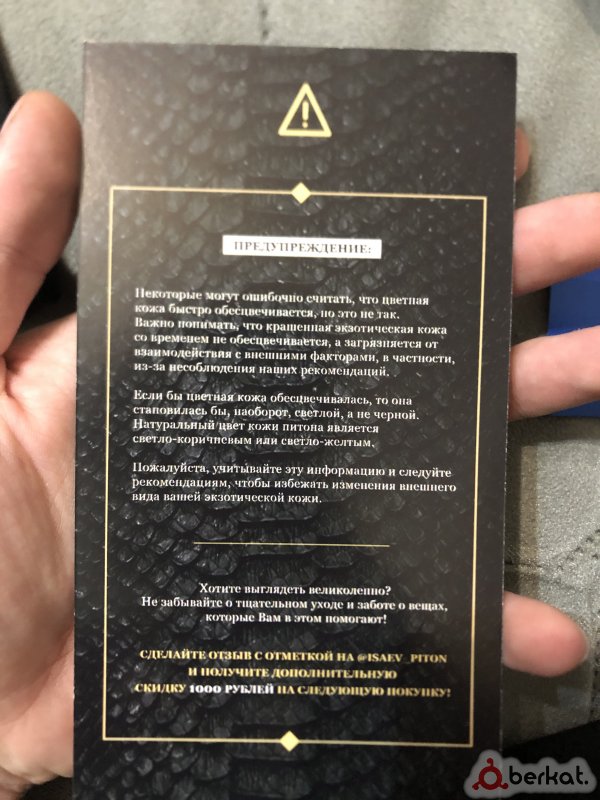 ПРЕДУПРЕЖДЕНИЕ:
Некоторые могут ошибочно считать, что цветная
кожа быстро обесцвечивается, но это не так.
Важно понимать, что крашенная экзотическая кожа
со временем не обесцвечивается, а загрязняется от
взаимодействия с внешними факторами, в частности,
из-за несоблюдения наших рекомендаций.
Если бы цветная кожа обесцвечивалась, то она
становилась бы, наоборот, светлой, а не черной.
Натуральный цвет кожи питона является
светло-коричневым или светло-желтым.
Пожалуйста, учитывайте эту информацию и следуйте
рекомендациям, чтобы избежать изменения внешнего
вида вашей экзотической кожи.
Хотите выглядеть великолепно?
Не забывайте о тщательном уходе и заботе о вещах,
которые Вам в этом помогают!
СДЕЛАЙТЕ ОТЗЫВ С ОТМЕТКОЙ НА @ISAEV_PITON
И ПОЛУЧИТЕ ДОПОЛНИТЕЛЬНУЮ
СКИДКУ 1000 РУБЛЕЙ НА СЛЕДУЮЩУЮ ПОКУПКУ!
berkat.